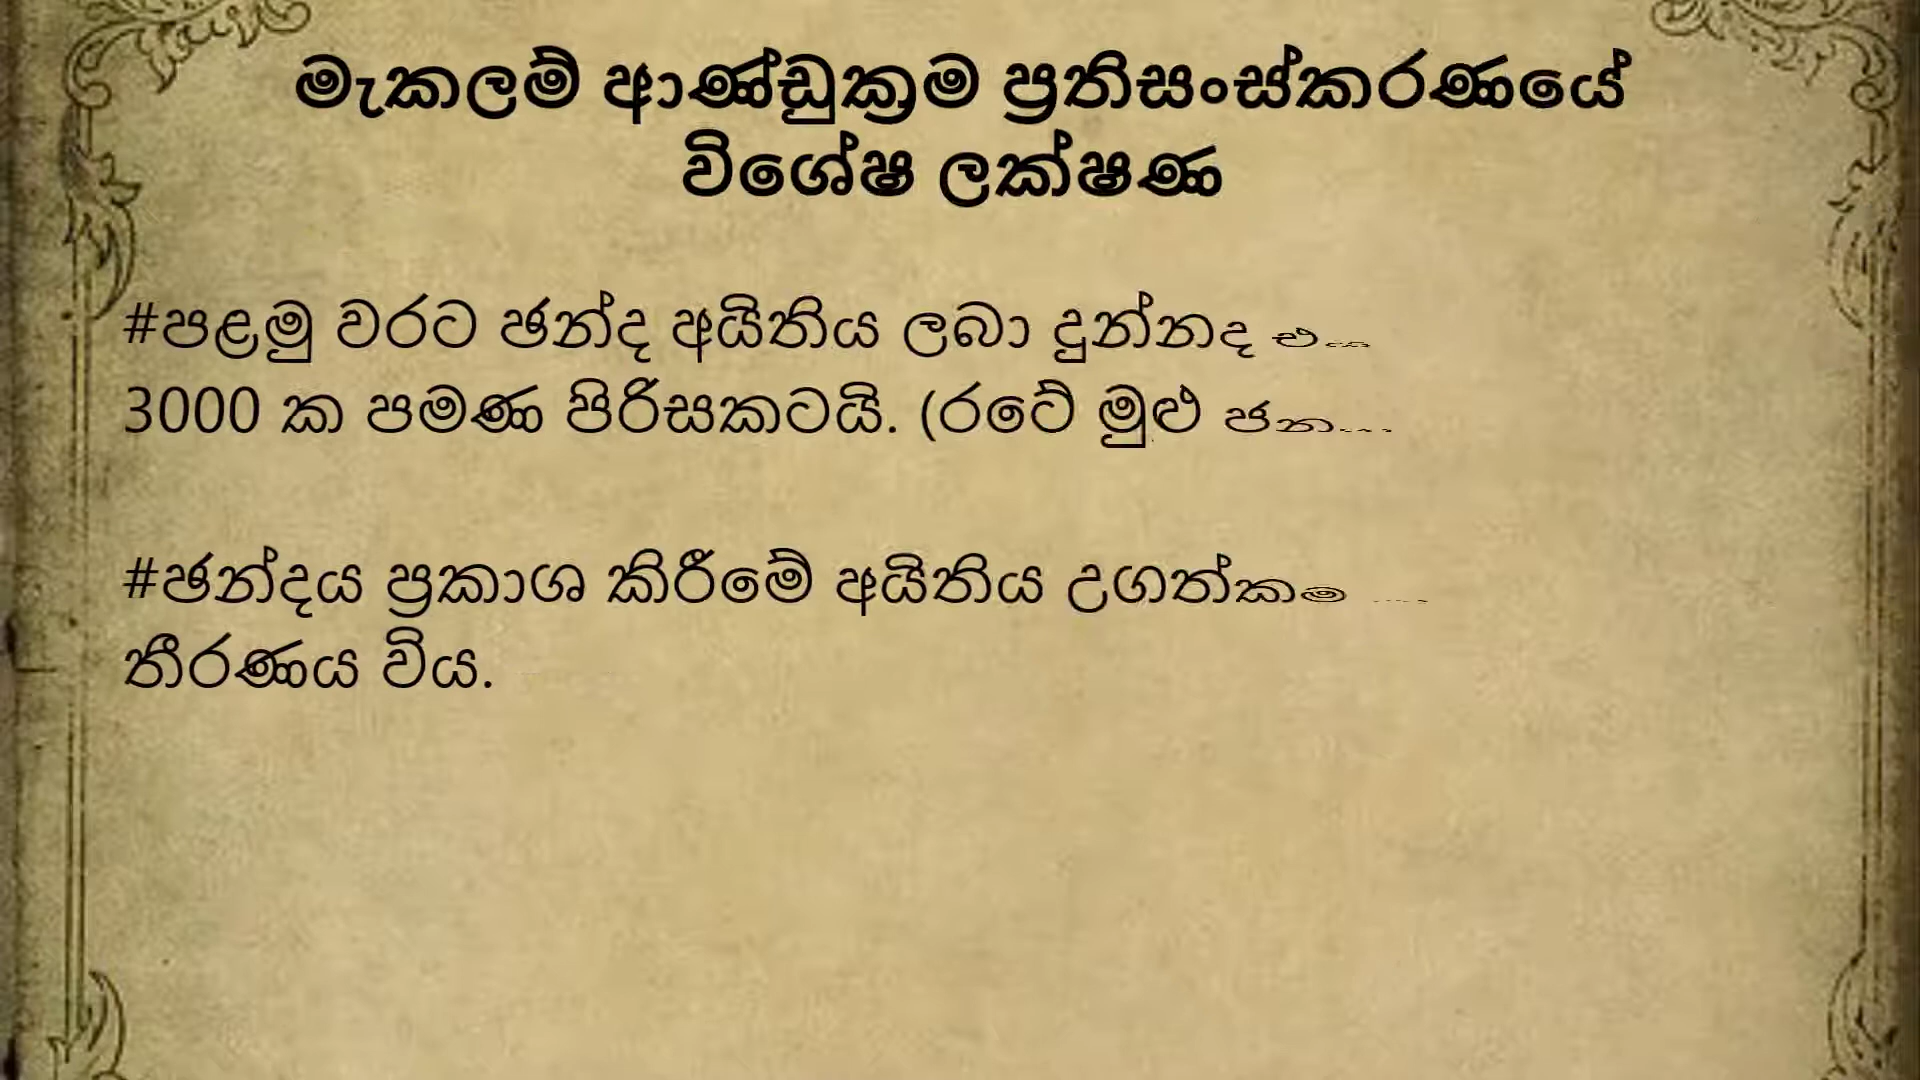 මැකලම් ආණ්ඩුක්‍රම ප්‍රතිසංස්කරණයේ
විශේෂ ලක්ෂණ
#පළමු වරට ඡන්ද අයිතිය ලබා දුන්නද
3000 ක පමණ පිරිසකටයි. (රටේ මුළු
#ඡන්දය ප්‍රකාශ කිරීමේ අයිතිය උගත්කම
තීරණය විය.